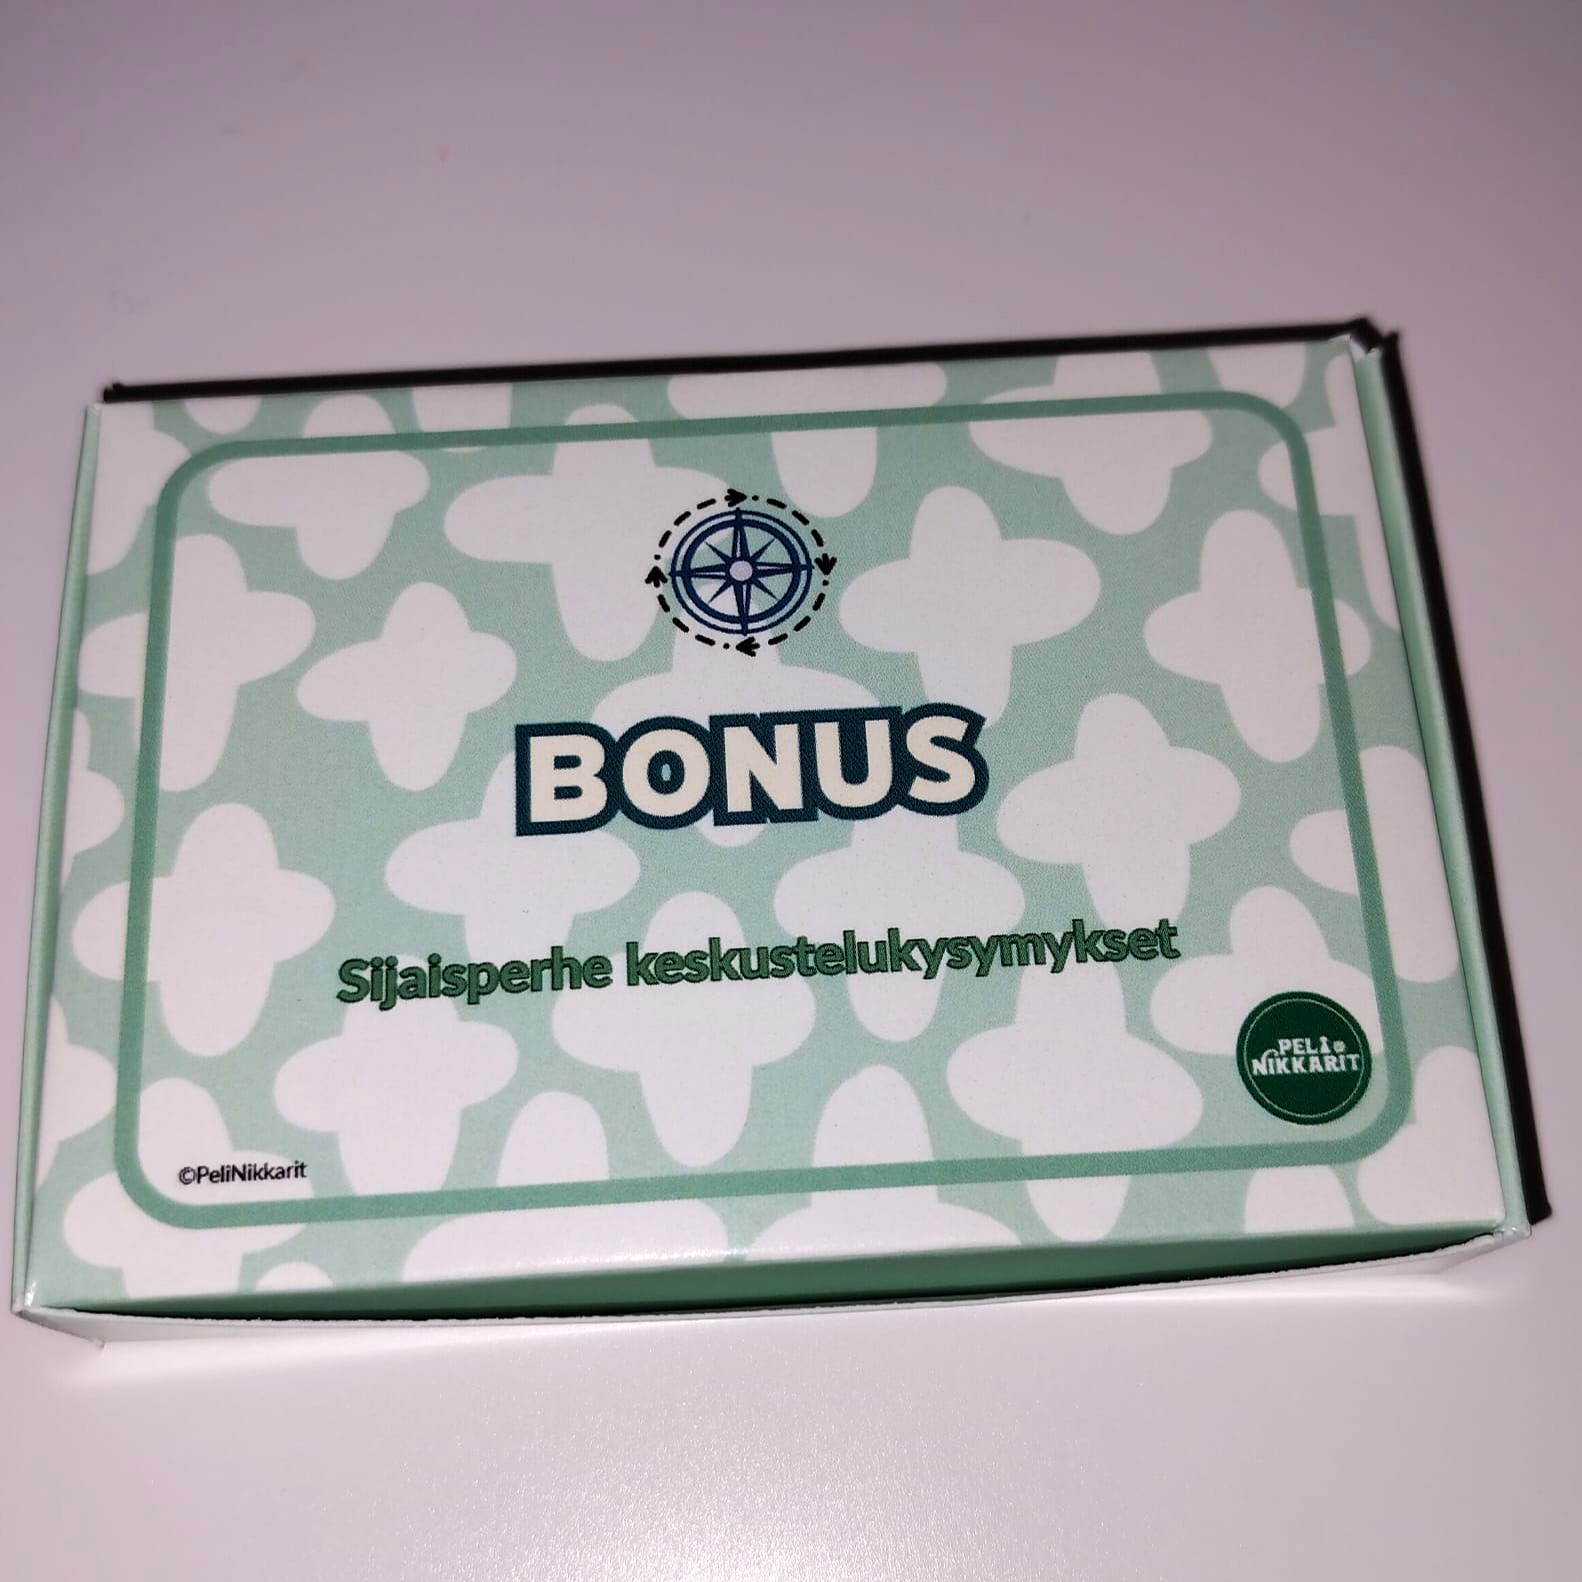 BONUS
Sijaisperhe keskustelukysymykset
PELi
NiKKARiT
©PeliNikkarit